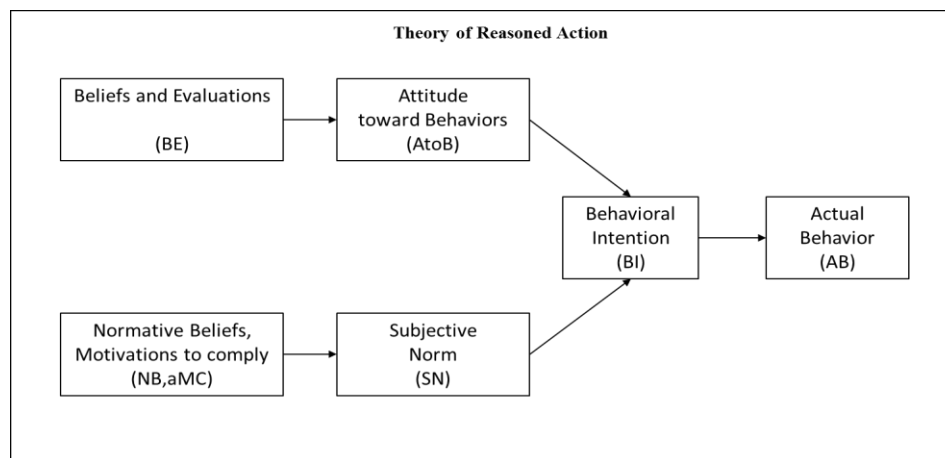 Theory of Reasoned Action
Beliefs and Evaluations
(BE)
Attitude
toward Behaviors
(AtoB)
Behavioral
Intention
(BI)
Actual
Behavior
(AB)
Normative Beliefs,
Motivations to comply
(NB,aMC)
Subjective
Norm
(SN)